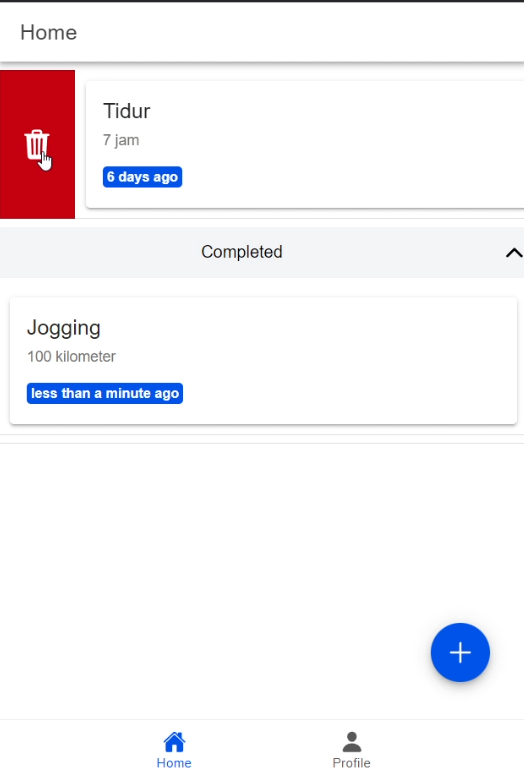 Home
Tidur
7 jam
6 days ago
Completed
Jogging
100 kilometer
less than a minute ago
Home
Profile